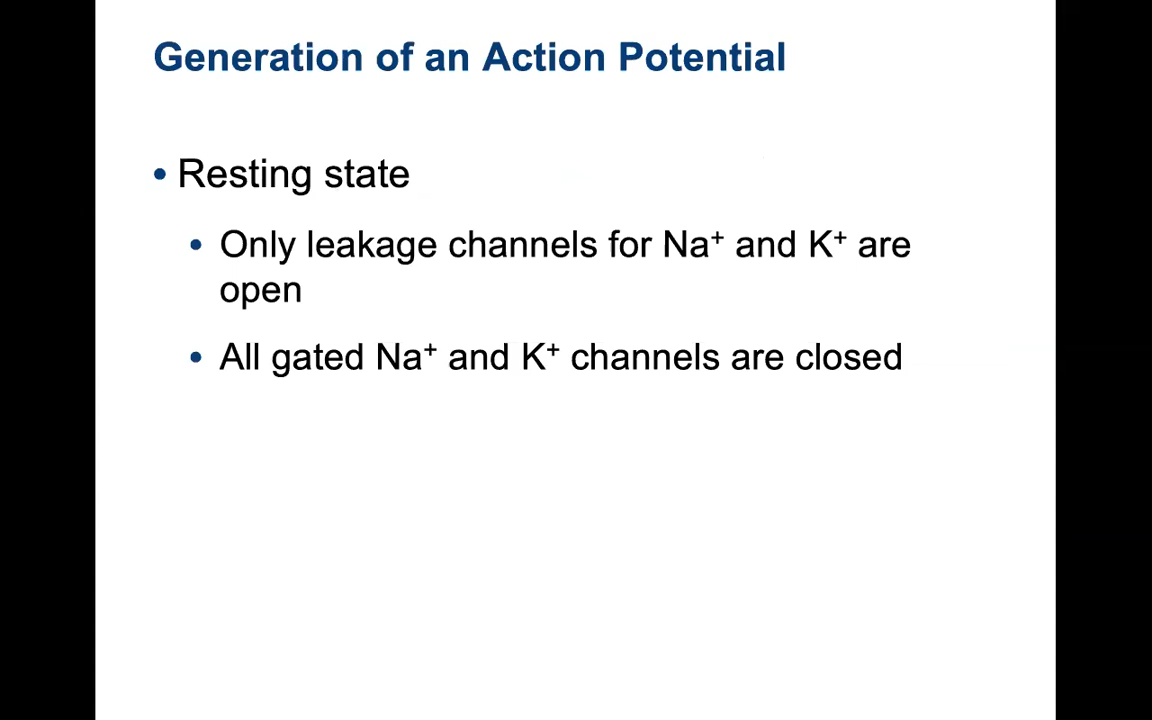 Generation of an Action Potential
• Resting state
• Only leakage channels for Na⁺ and K⁺ are
open
• All gated Na⁺ and K⁺ channels are closed